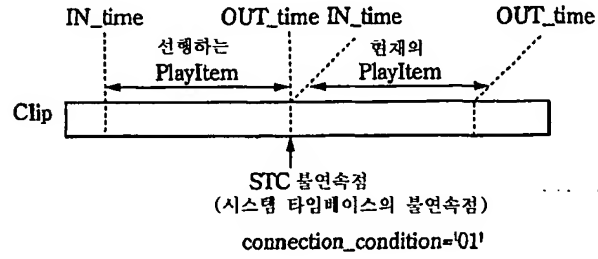 IN_time OUT_time IN_time OUT_time
선행하는 현재의
PlayItem PlayItem
Clip
STC 불연속점
(시스템 타임베이스의 불연속점)
connection_condition='01'